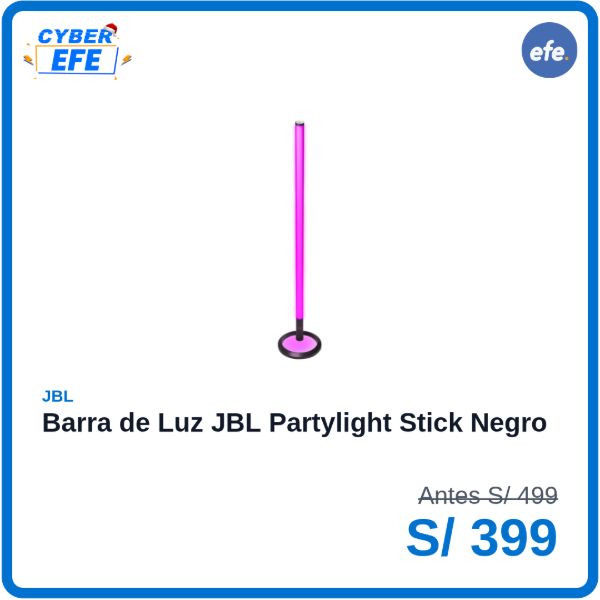 CYBER
EFE
efe.
JBL
Barra de Luz JBL Partylight Stick Negro
Antes S/ 499
S/ 399